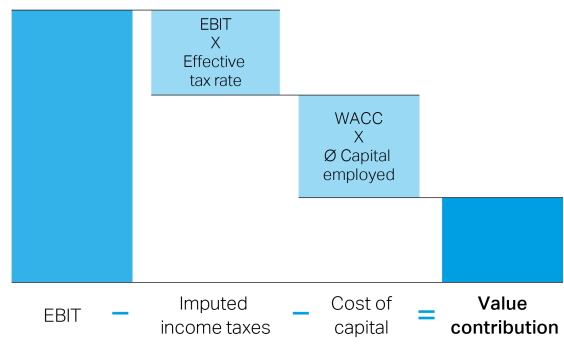 EBIT
X
Effective
tax rate
WACC
X
Ø Capital
employed
EBIT − Imputed income taxes − Cost of capital = Value contribution